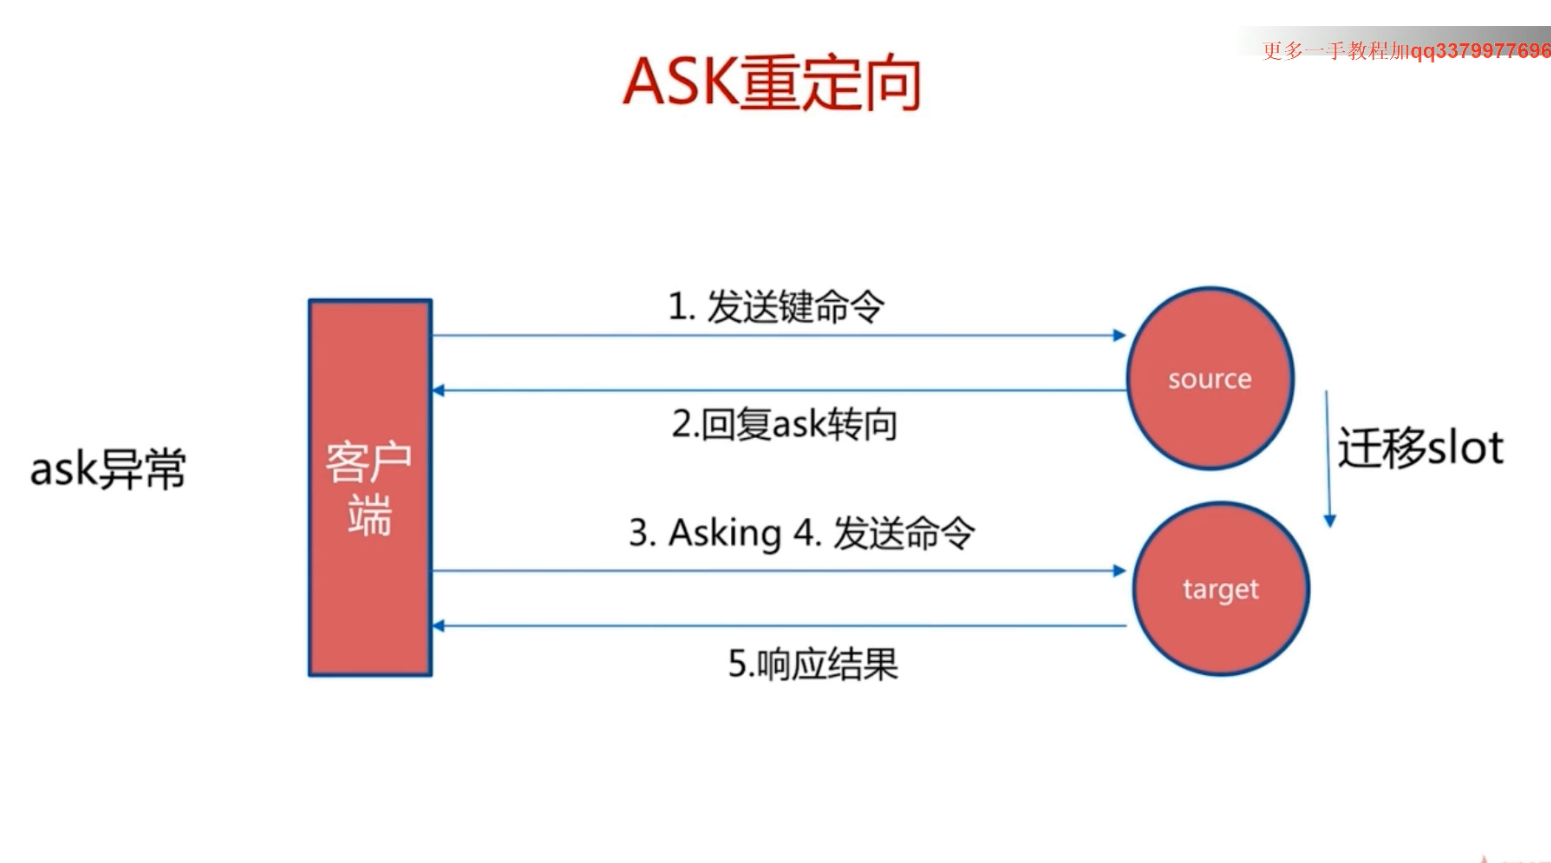 更多一手教程加qq3379977696
ASK重定向
1. 发送键命令
source
2.回复ask转向
迁移slot
ask异常
客户
端
3. Asking 4. 发送命令
target
5.响应结果